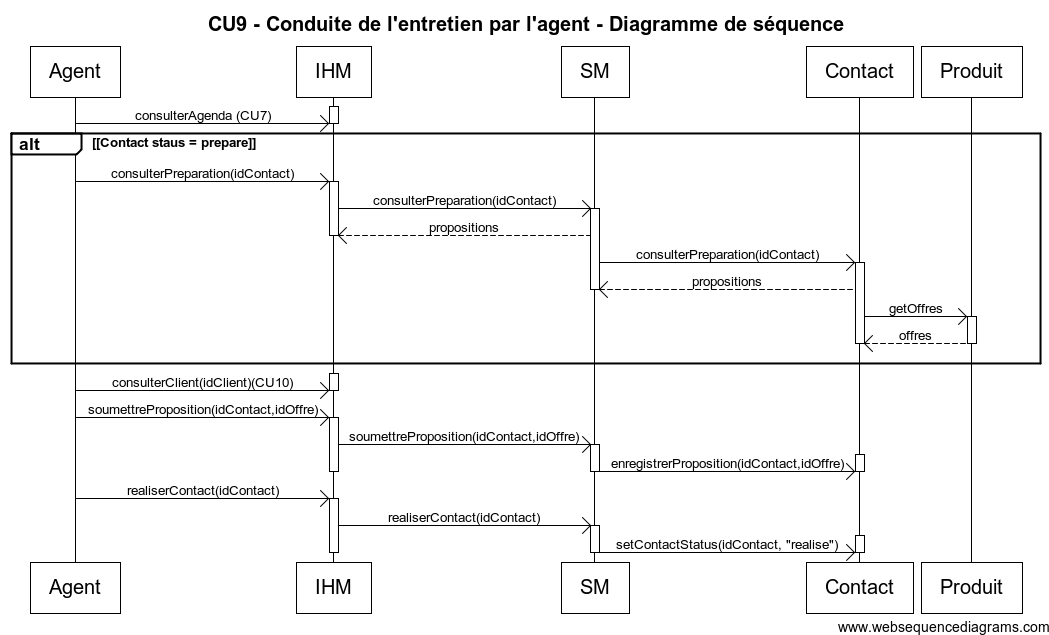 CU9 - Conduite de l'entretien par l'agent - Diagramme de séquence
Agent
IHM
SM
Contact
Produit
consulterAgenda (CU7)
alt
[[Contact staus = prepare]]
consulterPreparation(idContact)
consulterPreparation(idContact)
propositions
consulterPreparation(idContact)
propositions
getOffres
offres
consulterClient(idClient)(CU10)
soumettreProposition(idContact,idOffre)
soumettreProposition(idContact,idOffre)
enregistrerProposition(idContact,idOffre)
realiserContact(idContact)
realiserContact(idContact)
setContactStatus(idContact, "realise")
Agent
IHM
SM
Contact
Produit
www.websequencediagrams.com